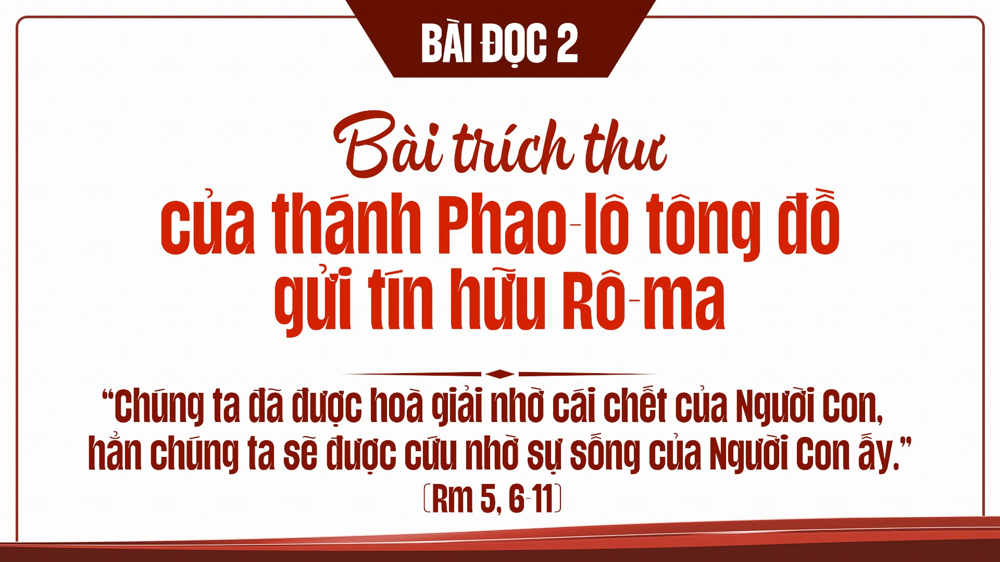 BÀI ĐỌC 2
Bài trích thư
của thánh Phao-lô tông đồ
gửi tín hữu Rô-ma
“Chúng ta đã được hoà giải nhờ cái chết của Người Con,
hẳn chúng ta sẽ được cứu nhờ sự sống của Người Con ấy.”
(Rm 5, 6-11)